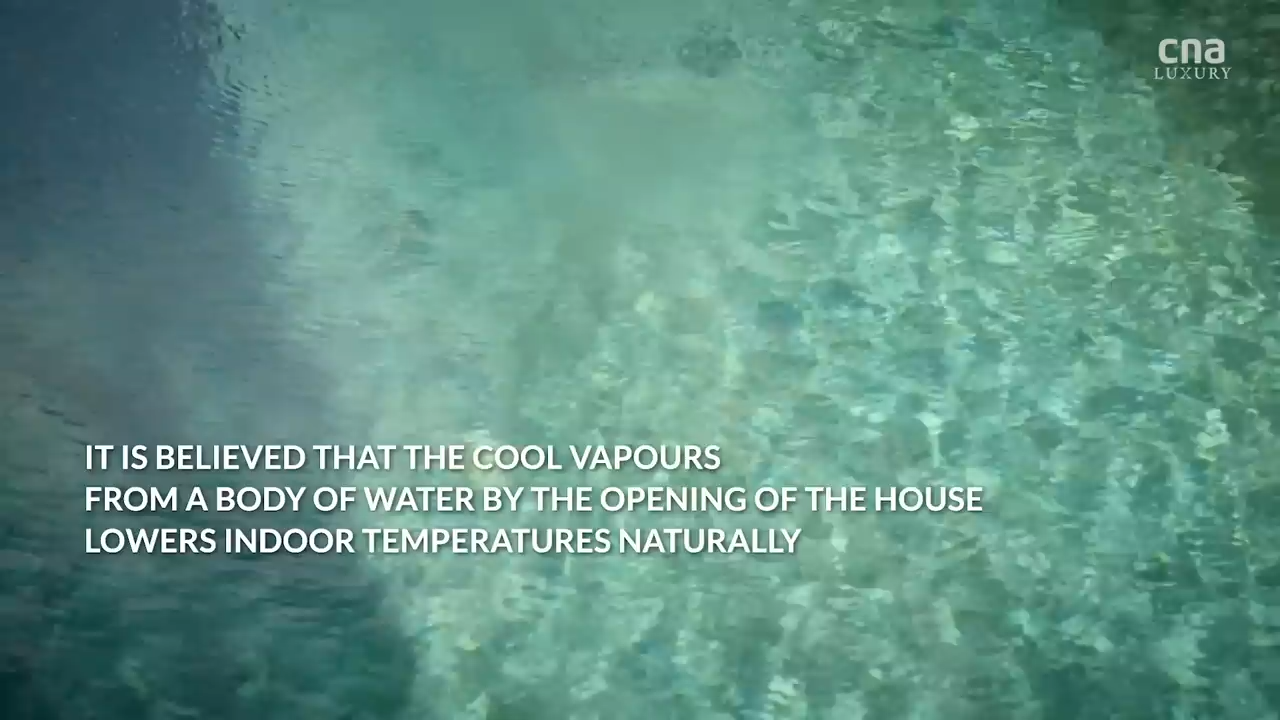 cna
LUXURY
IT IS BELIEVED THAT THE COOL VAPOURS
FROM A BODY OF WATER BY THE OPENING OF THE HOUSE
LOWERS INDOOR TEMPERATURES NATURALLY